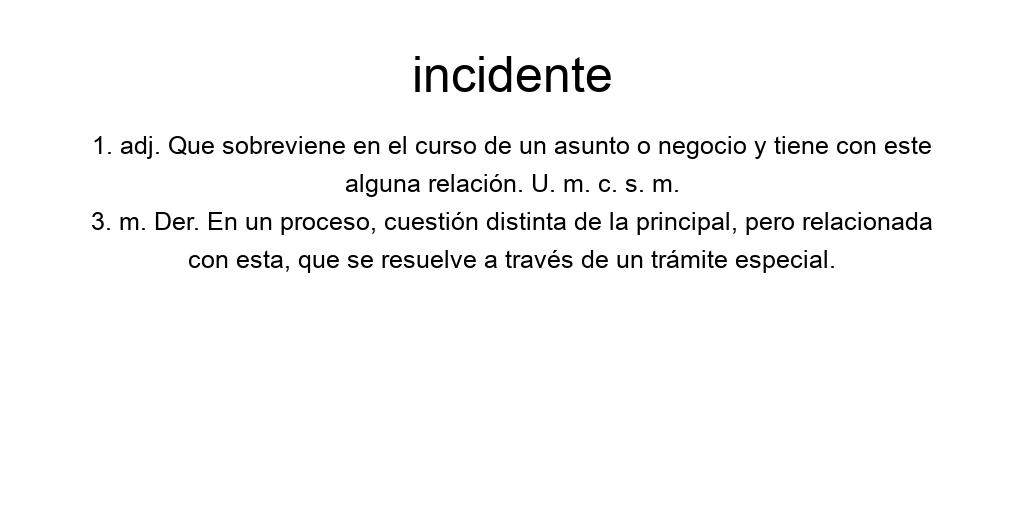 incidente
1. adj. Que sobreviene en el curso de un asunto o negocio y tiene con este
alguna relación. U. m. c. s. m.
3. m. Der. En un proceso, cuestión distinta de la principal, pero relacionada
con esta, que se resuelve a través de un trámite especial.